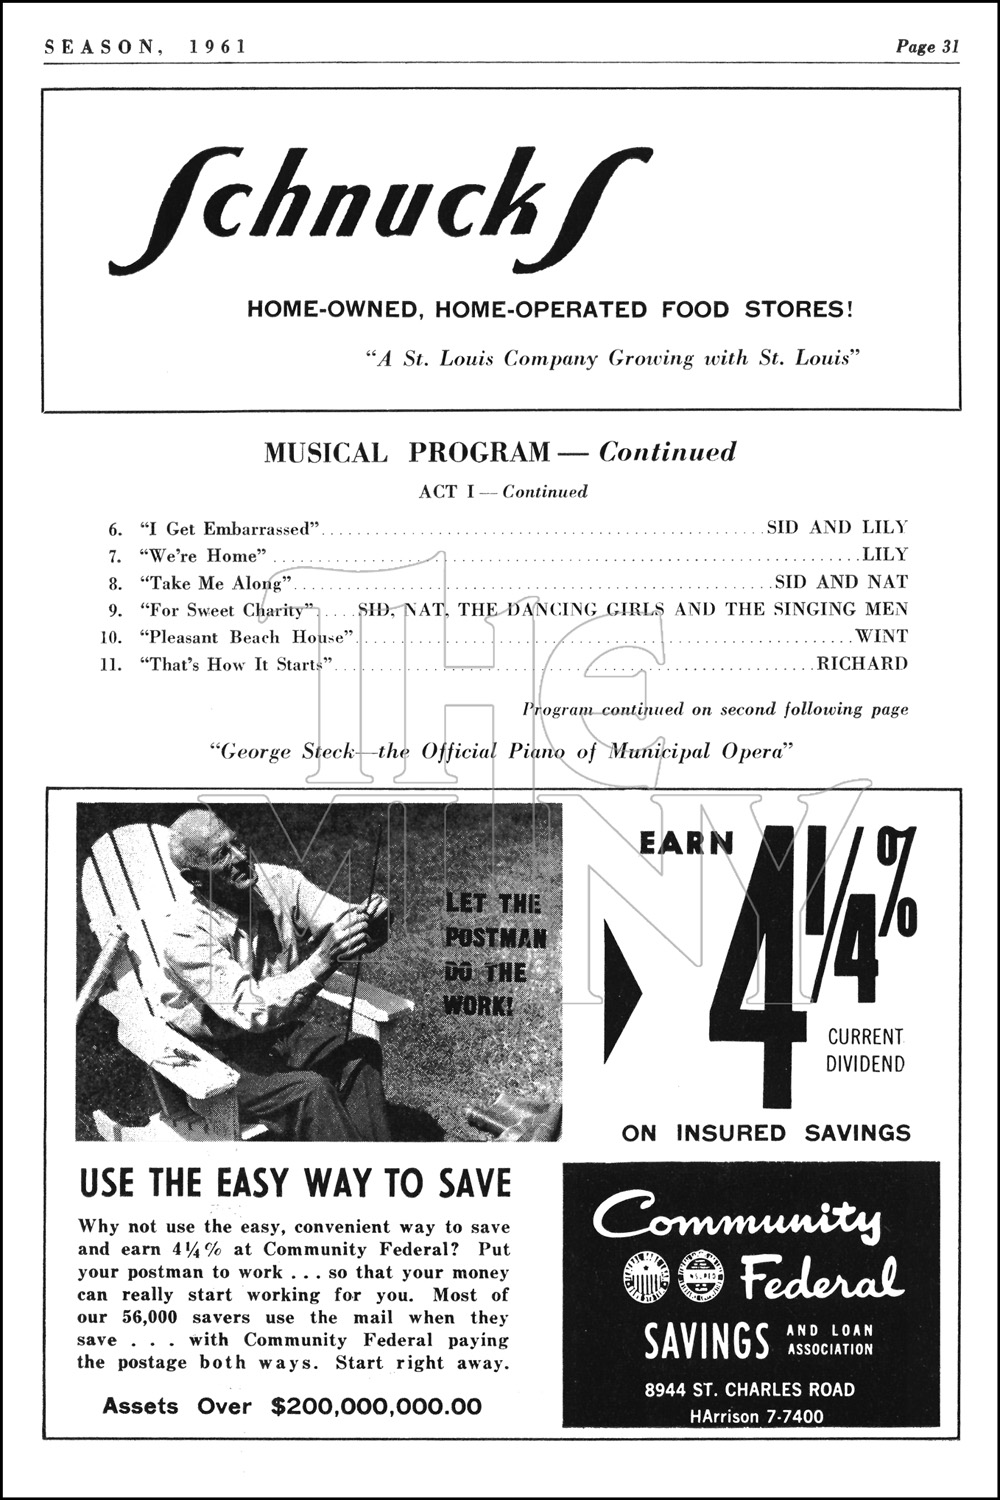 SEASON, 1961 Page 31
Schnucks
HOME-OWNED, HOME-OPERATED FOOD STORES!
“A St. Louis Company Growing with St. Louis”
MUSICAL PROGRAM — Continued
ACT I — Continued
6. “I Get Embarrassed” SID AND LILY
7. “We’re Home” LILY
8. “Take Me Along” SID AND NAT
9. “For Sweet Charity” SID, NAT, THE DANCING GIRLS AND THE SINGING MEN
10. “Pleasant Beach House” WINT
11. “That’s How It Starts” RICHARD
Program continued on second following page
“George Steck—the Official Piano of Municipal Opera”
THE
MUNY
LET THE
POSTMAN
DO THE
WORK!
EARN 4 1/4%
CURRENT
DIVIDEND
ON INSURED SAVINGS
USE THE EASY WAY TO SAVE
Why not use the easy, convenient way to save
and earn 4¼% at Community Federal? Put
your postman to work . . . so that your money
can really start working for you. Most of
our 56,000 savers use the mail when they
save . . . with Community Federal paying
the postage both ways. Start right away.
Assets Over $200,000,000.00
Community
Federal
SAVINGS AND LOAN
ASSOCIATION
8944 ST. CHARLES ROAD
HArrison 7-7400